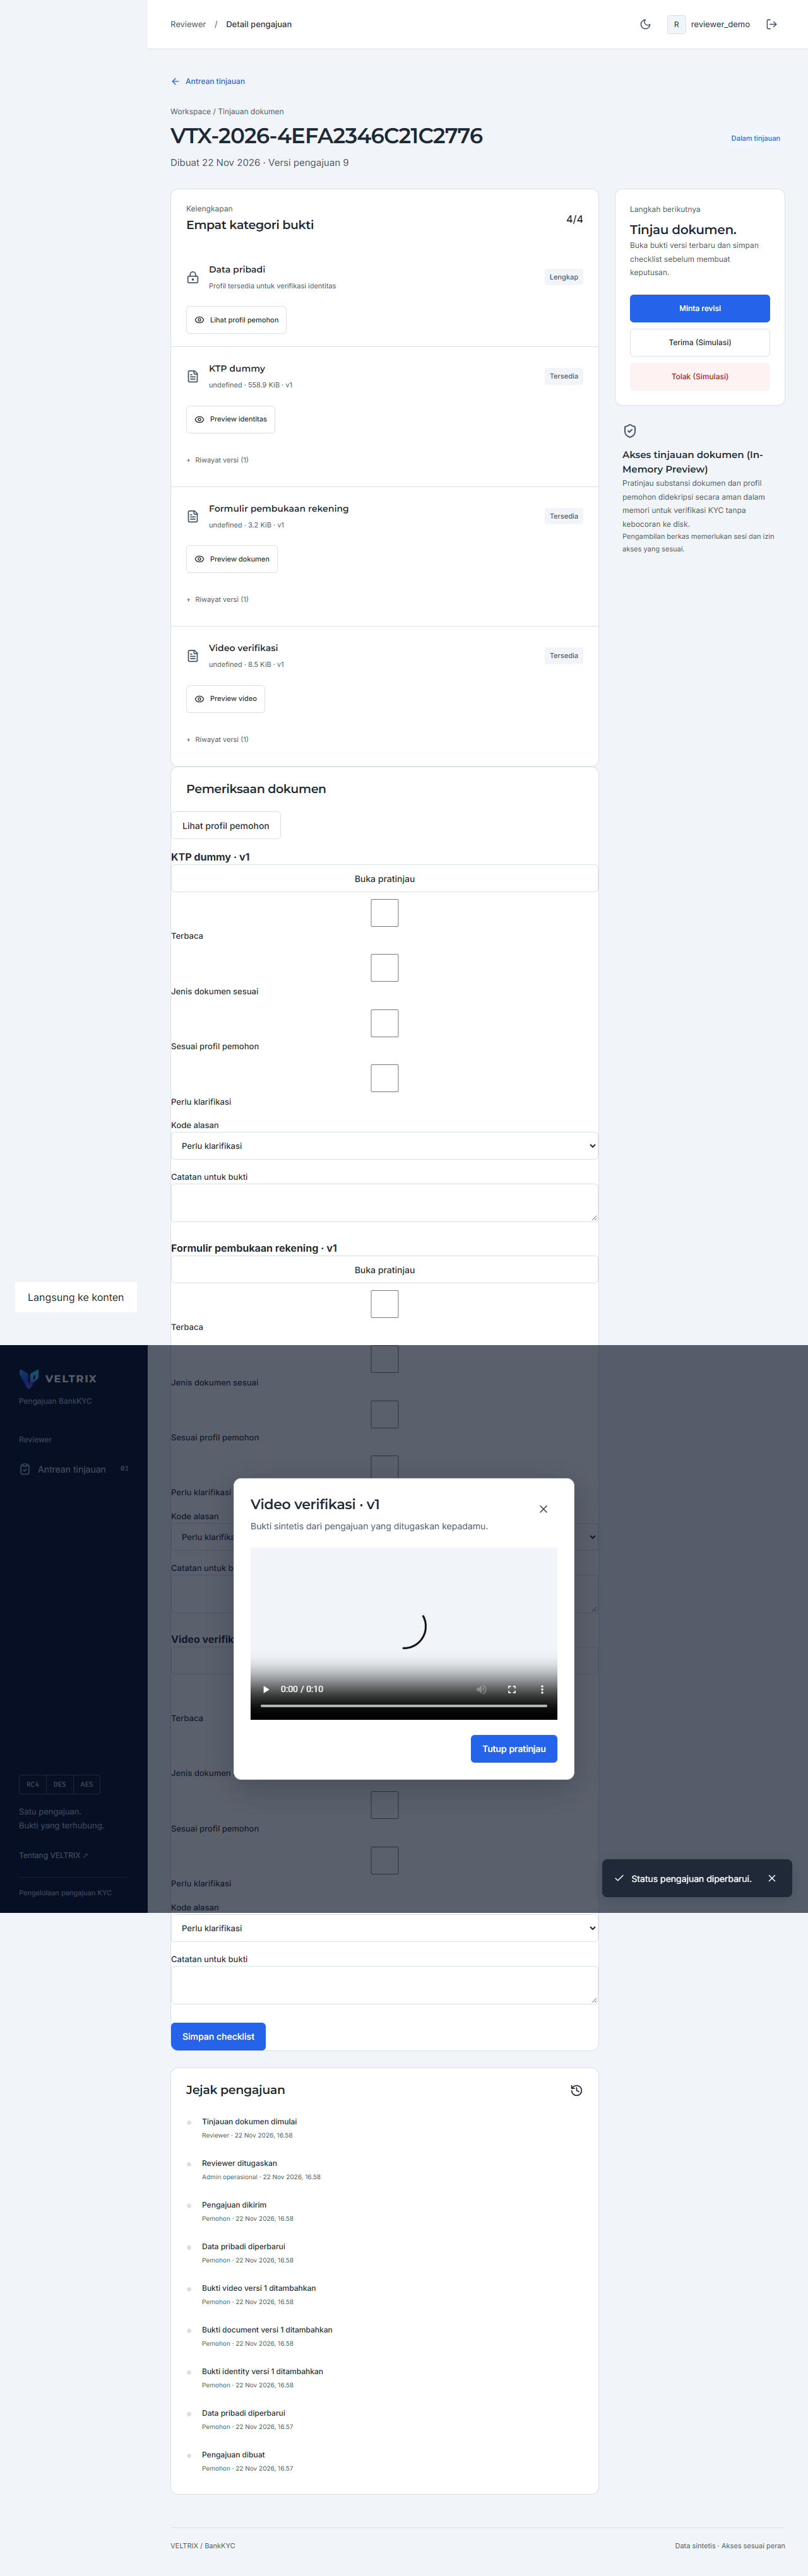 Reviewer / Detail pengajuan
R reviewer_demo
Antrean tinjauan
Workspace / Tinjauan dokumen
VTX-2026-4EFA2346C21C2776
Dalam tinjauan
Dibuat 22 Nov 2026 · Versi pengajuan 9
Kelengkapan
Empat kategori bukti
4/4
Data pribadi
Profil tersedia untuk verifikasi identitas
Lengkap
Lihat profil pemohon
KTP dummy
undefined · 558.9 KiB · v1
Tersedia
Preview identitas
+ Riwayat versi (1)
Formulir pembukaan rekening
undefined · 3.2 KiB · v1
Tersedia
Preview dokumen
+ Riwayat versi (1)
Video verifikasi
undefined · 8.5 KiB · v1
Tersedia
Preview video
+ Riwayat versi (1)
Langkah berikutnya
Tinjau dokumen.
Buka bukti versi terbaru dan simpan
checklist sebelum membuat
keputusan.
Minta revisi
Terima (Simulasi)
Tolak (Simulasi)
Akses tinjauan dokumen (In-
Memory Preview)
Pratinjau substansi dokumen dan profil
pemohon didekripsi secara aman dalam
memori untuk verifikasi KYC tanpa
kebocoran ke disk.
Pengambilan berkas memerlukan sesi dan izin
akses yang sesuai.
Pemeriksaan dokumen
Lihat profil pemohon
KTP dummy · v1
Buka pratinjau
Terbaca
Jenis dokumen sesuai
Sesuai profil pemohon
Perlu klarifikasi
Kode alasan
Perlu klarifikasi
Catatan untuk bukti
Formulir pembukaan rekening · v1
Buka pratinjau
Langsung ke konten
Terbaca
VELTRIX
Pengajuan BankKYC
Reviewer
Antrean tinjauan 01
Jenis dokumen sesuai
Sesuai profil pemohon
Perlu klarifikasi
Kode alasan
Perlu klarifika
Catatan untuk b
Video verifik
Terbaca
Jenis dokumen
Video verifikasi · v1
Bukti sintetis dari pengajuan yang ditugaskan kepadamu.
0:00 / 0:10
Tutup pratinjau
RC4 DES AES
Satu pengajuan.
Bukti yang terhubung.
Tentang VELTRIX ↗
Pengelolaan pengajuan KYC
Sesuai profil pemohon
Perlu klarifikasi
Status pengajuan diperbarui.
Kode alasan
Perlu klarifikasi
Catatan untuk bukti
Simpan checklist
Jejak pengajuan
Tinjauan dokumen dimulai
Reviewer · 22 Nov 2026, 16.58
Reviewer ditugaskan
Admin operasional · 22 Nov 2026, 16.58
Pengajuan dikirim
Pemohon · 22 Nov 2026, 16.58
Data pribadi diperbarui
Pemohon · 22 Nov 2026, 16.58
Bukti video versi 1 ditambahkan
Pemohon · 22 Nov 2026, 16.58
Bukti document versi 1 ditambahkan
Pemohon · 22 Nov 2026, 16.58
Bukti identity versi 1 ditambahkan
Pemohon · 22 Nov 2026, 16.58
Data pribadi diperbarui
Pemohon · 22 Nov 2026, 16.57
Pengajuan dibuat
Pemohon · 22 Nov 2026, 16.57
VELTRIX / BankKYC
Data sintetis · Akses sesuai peran